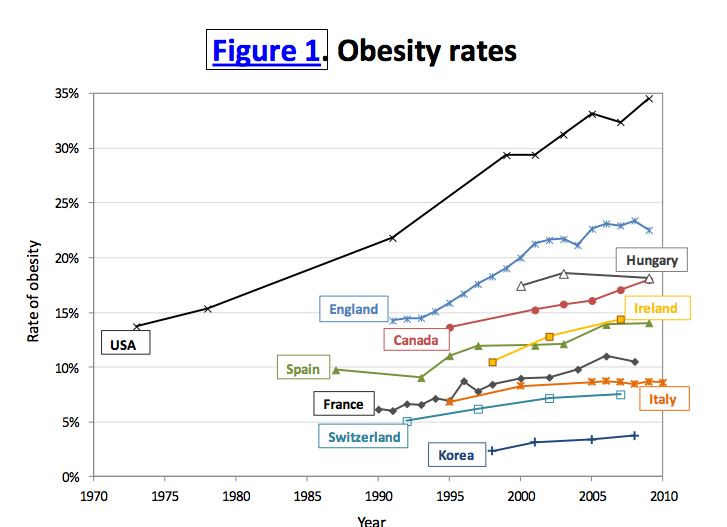 Figure 1. Obesity rates
35%
30%
25%
20%
15%
10%
5%
0%
Rate of obesity
USA
England
Canada
Spain
France
Switzerland
Korea
Hungary
Ireland
Italy
1970 1975 1980 1985 1990 1995 2000 2005 2010
Year